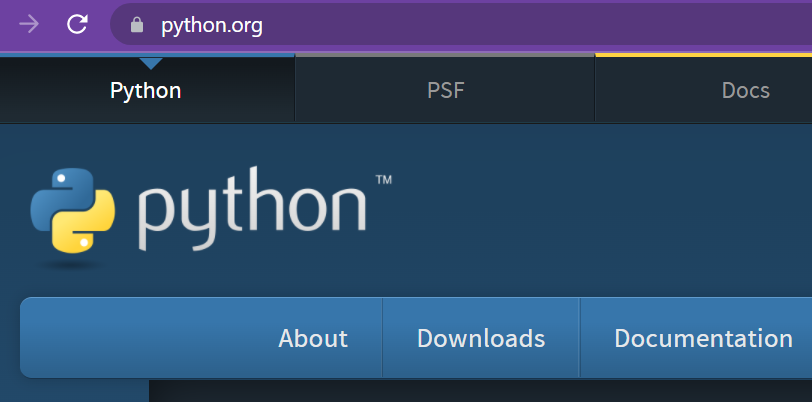 python.org
Python PSF Docs
python™
About Downloads Documentation